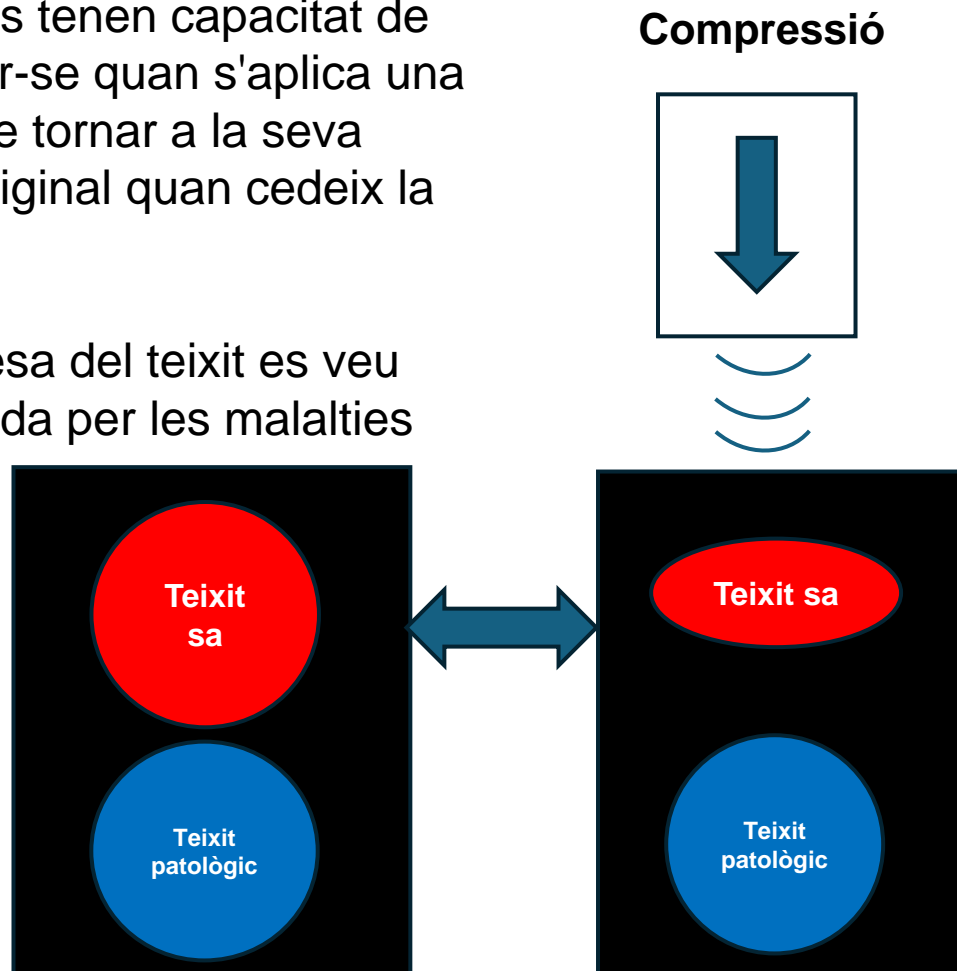 s tenen capacitat de
r-se quan s'aplica una
e tornar a la seva
iginal quan cedeix la
esa del teixit es veu
da per les malalties
Compressió
Teixit
sa
Teixit
patològic
Teixit sa
Teixit
patològic